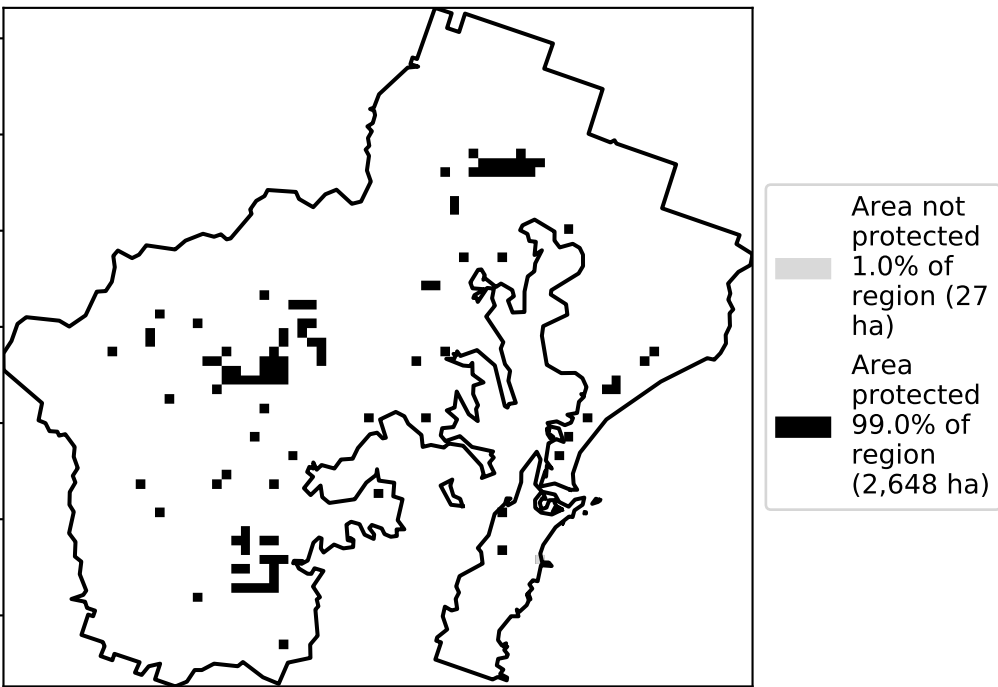 Area not
protected
1.0% of
region (27
ha)
Area
protected
99.0% of
region
(2,648 ha)